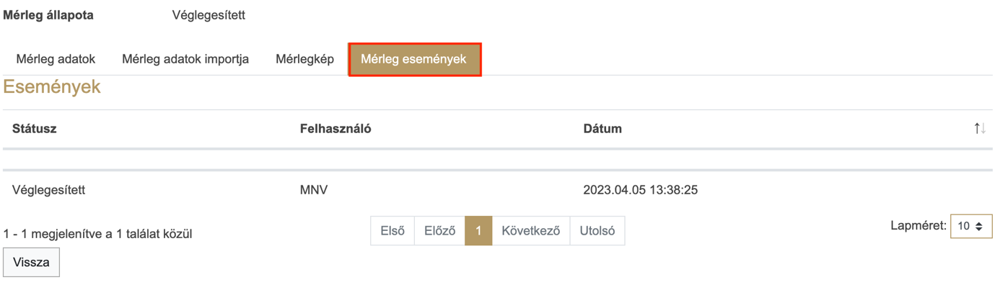 Mérleg állapota Véglegesített
Mérleg adatok Mérleg adatok importja Mérlegkép Mérleg események
Események
Státusz Felhasználó Dátum
Véglegesített MNV 2023.04.05 13:38:25
1 - 1 megjelenítve a 1 találat közül Első Előző 1 Következő Utolsó Lapméret: 10
Vissza